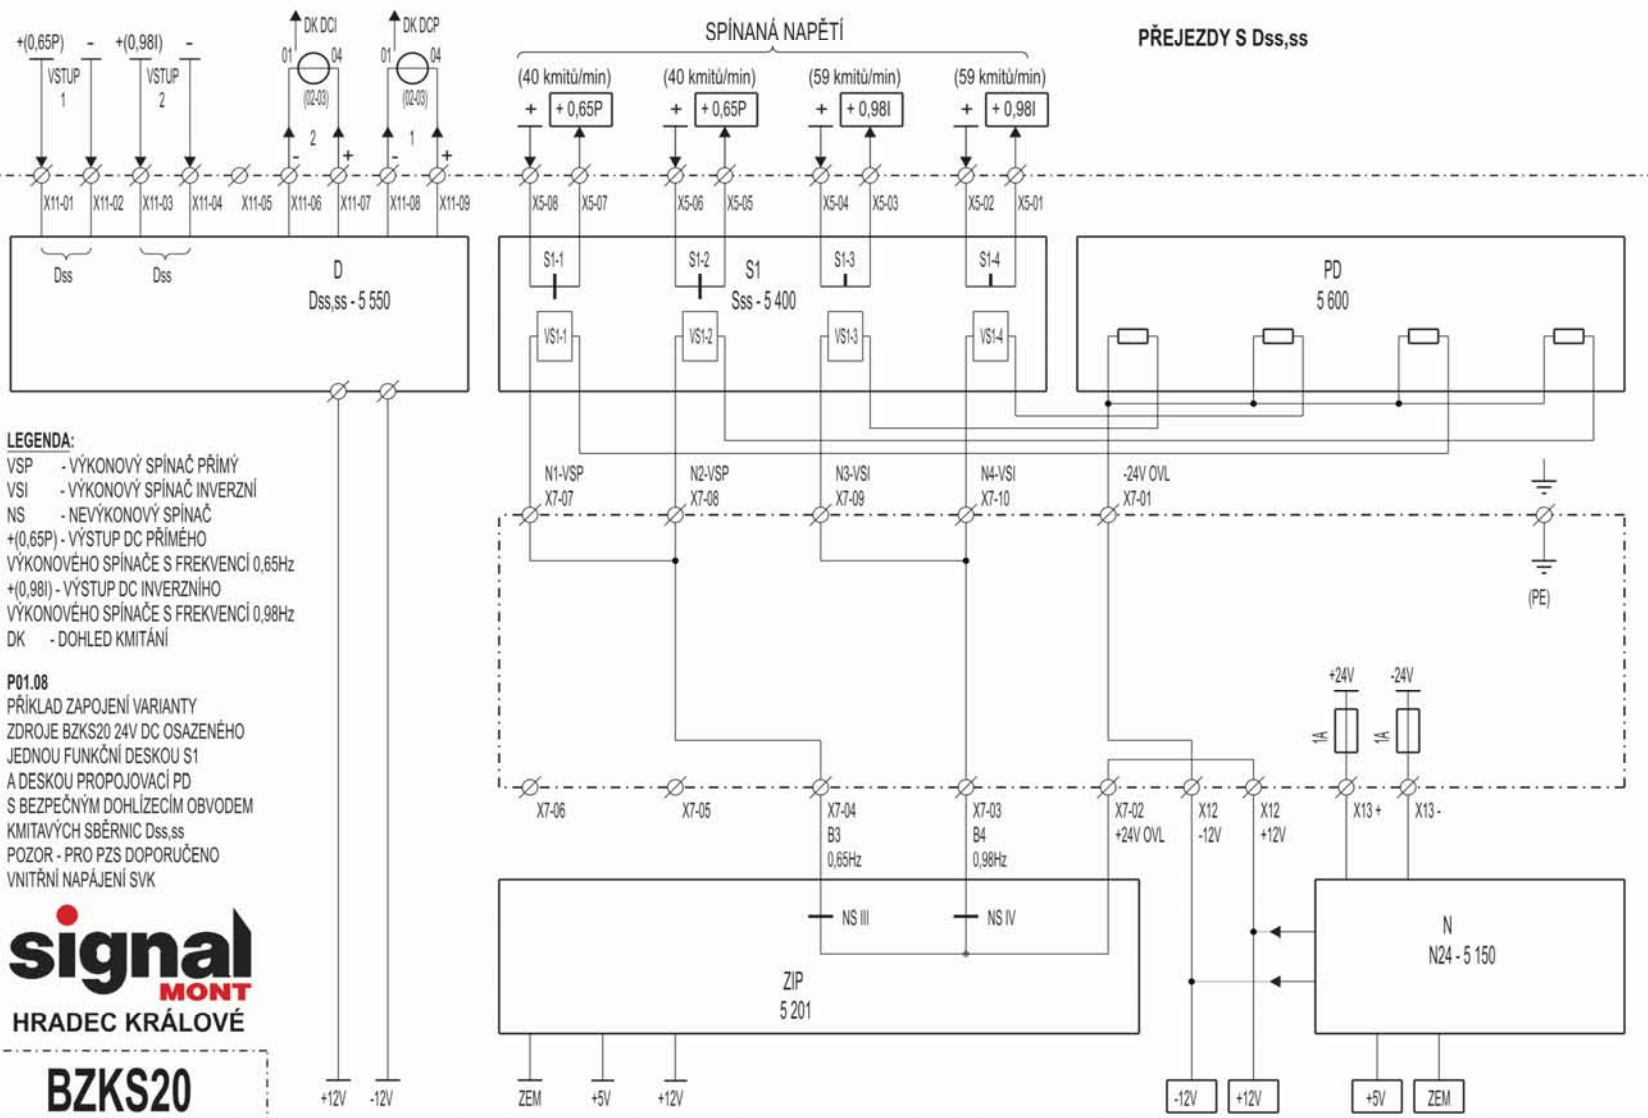 SPÍNANÁ NAPĚTÍ
PŘEJEZDY S Dss,ss
+(0,65P) - +(0,98I) -
VSTUP 1
VSTUP 2
DK DCI
DK DCP
01 04 01 04
(02-03) (02-03)
2 1
- + - +
(40 kmitů/min) (40 kmitů/min) (59 kmitů/min) (59 kmitů/min)
+ + 0,65P + + 0,65P + + 0,98I + + 0,98I
X11-01 X11-02 X11-03 X11-04 X11-05 X11-06 X11-07 X11-08 X11-09
X5-08 X5-07 X5-06 X5-05 X5-04 X5-03 X5-02 X5-01
Dss Dss
D
Dss,ss - 5 550
S1-1 S1-2 S1-3 S1-4
S1
Sss - 5 400
VS1-1 VS1-2 VS1-3 VS1-4
PD
5 600
LEGENDA:
VSP - VÝKONOVÝ SPÍNAČ PŘÍMÝ
VSI - VÝKONOVÝ SPÍNAČ INVERZNÍ
NS - NEVÝKONOVÝ SPÍNAČ
+(0,65P) - VÝSTUP DC PŘÍMÉHO
VÝKONOVÉHO SPÍNAČE S FREKVENCÍ 0,65Hz
+(0,98I) - VÝSTUP DC INVERZNÍHO
VÝKONOVÉHO SPÍNAČE S FREKVENCÍ 0,98Hz
DK - DOHLED KMITÁNÍ
P01.08
PŘÍKLAD ZAPOJENÍ VARIANTY
ZDROJE BZKS20 24V DC OSAZENÉHO
JEDNOU FUNKČNÍ DESKOU S1
A DESKOU PROPOJOVACÍ PD
S BEZPEČNÝM DOHLÍZECÍM OBVODEM
KMITAVÝCH SBĚRNIC Dss,ss
POZOR - PRO PZS DOPORUČENO
VNITŘNÍ NAPÁJENÍ SVK
N1-VSP N2-VSP N3-VSI N4-VSI -24V OVL
X7-07 X7-08 X7-09 X7-10 X7-01
(PE)
+24V -24V
1A 1A
X7-06 X7-05 X7-04 X7-03 X7-02 X12 X12 X13 + X13 -
B3 B4 +24V OVL -12V +12V
0,65Hz 0,98Hz
NS III NS IV
ZIP
5 201
N
N24 - 5 150
signal
MONT
HRADEC KRÁLOVÉ
BZKS20
+12V -12V ZEM +5V +12V -12V +12V +5V ZEM